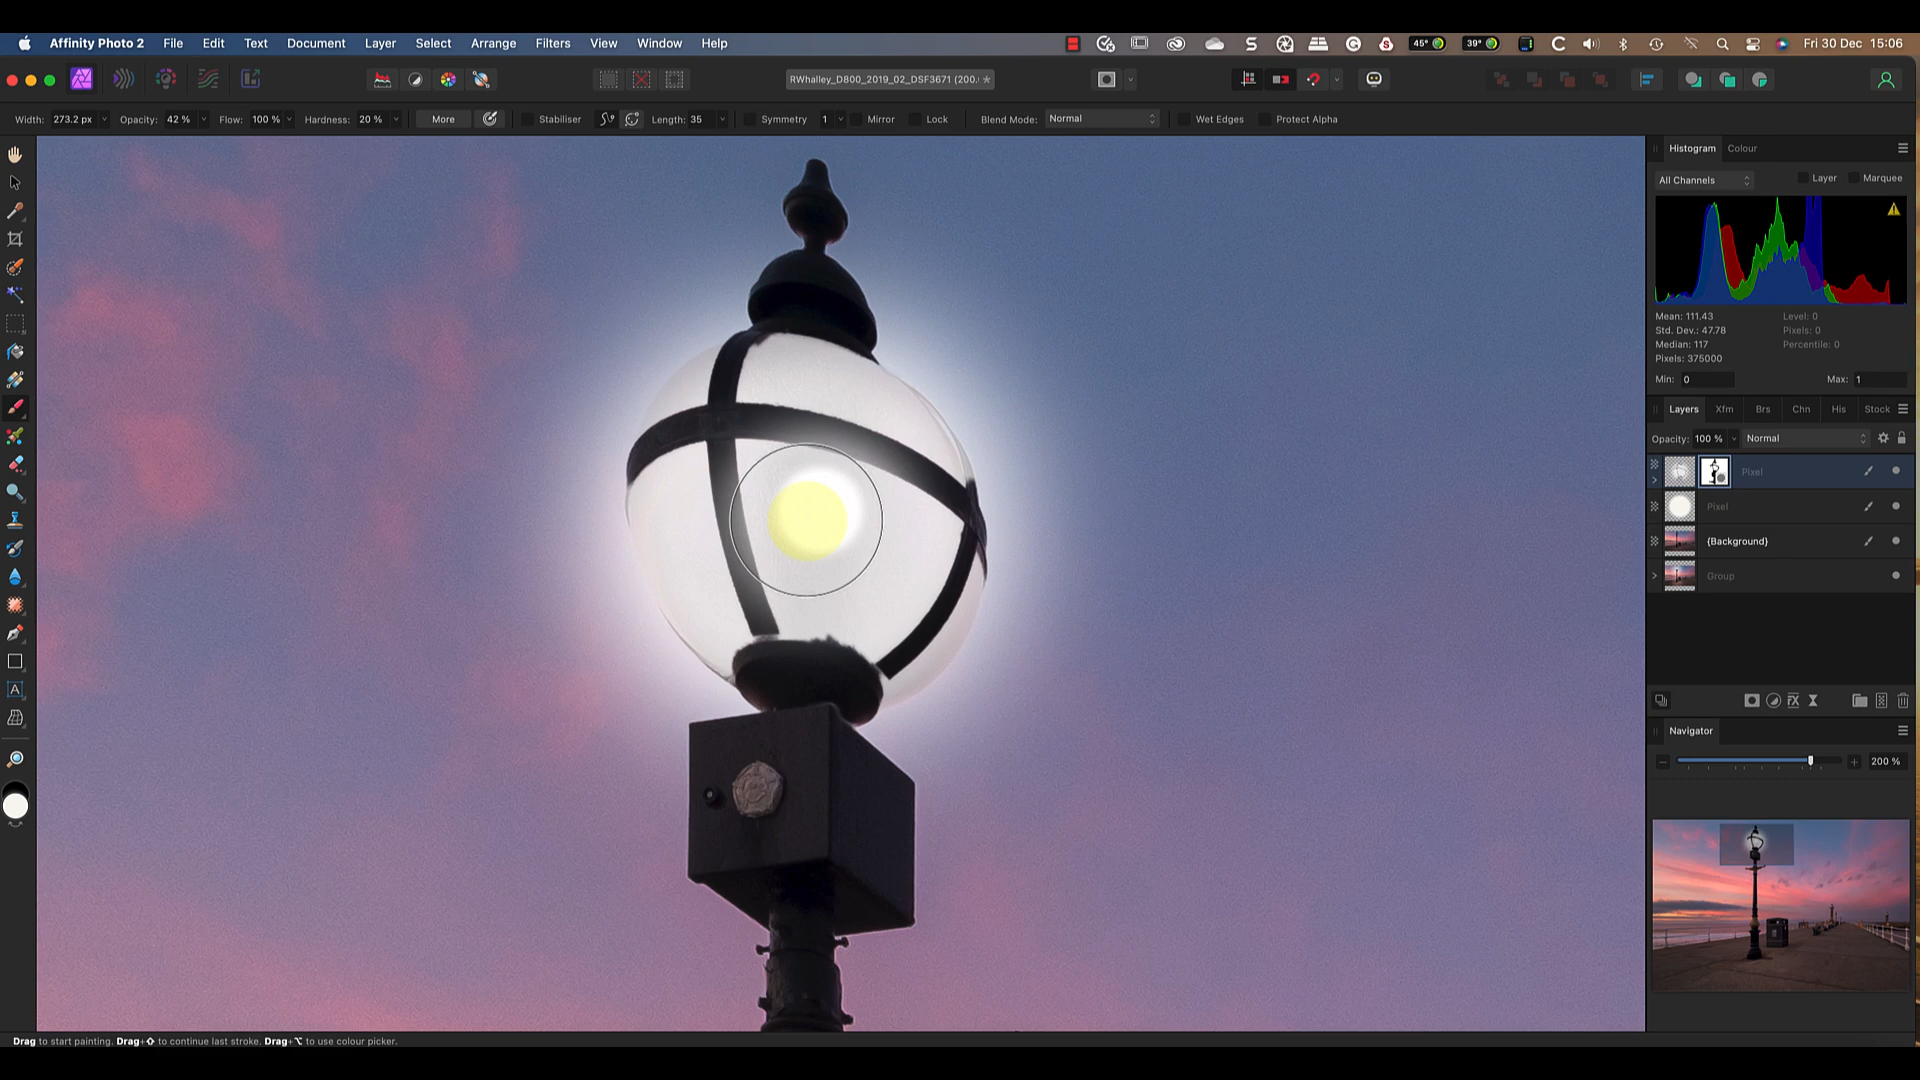 Affinity Photo 2 File Edit Text Document Layer Select Arrange Filters View Window Help 45° 39° Fri 30 Dec 15:06
RWhalley_D800_2019_02_DSF3671 (200. *
Width: 273.2 px Opacity: 42 % Flow: 100 % Hardness: 20 % More Stabiliser Length: 35 Symmetry 1 Mirror Lock Blend Mode: Normal Wet Edges Protect Alpha
Histogram Colour
All Channels Layer Marquee
Mean: 111.43 Level: 0
Std. Dev.: 47.78 Pixels: 0
Median: 117 Percentile: 0
Pixels: 375000
Min: 0 Max: 1
Layers Xfm Brs Chn His Stock
Opacity: 100 % Normal
Pixel
Pixel
(Background)
Group
Navigator
200 %
Drag to start painting. Drag+⇧ to continue last stroke. Drag+⌥ to use colour picker.